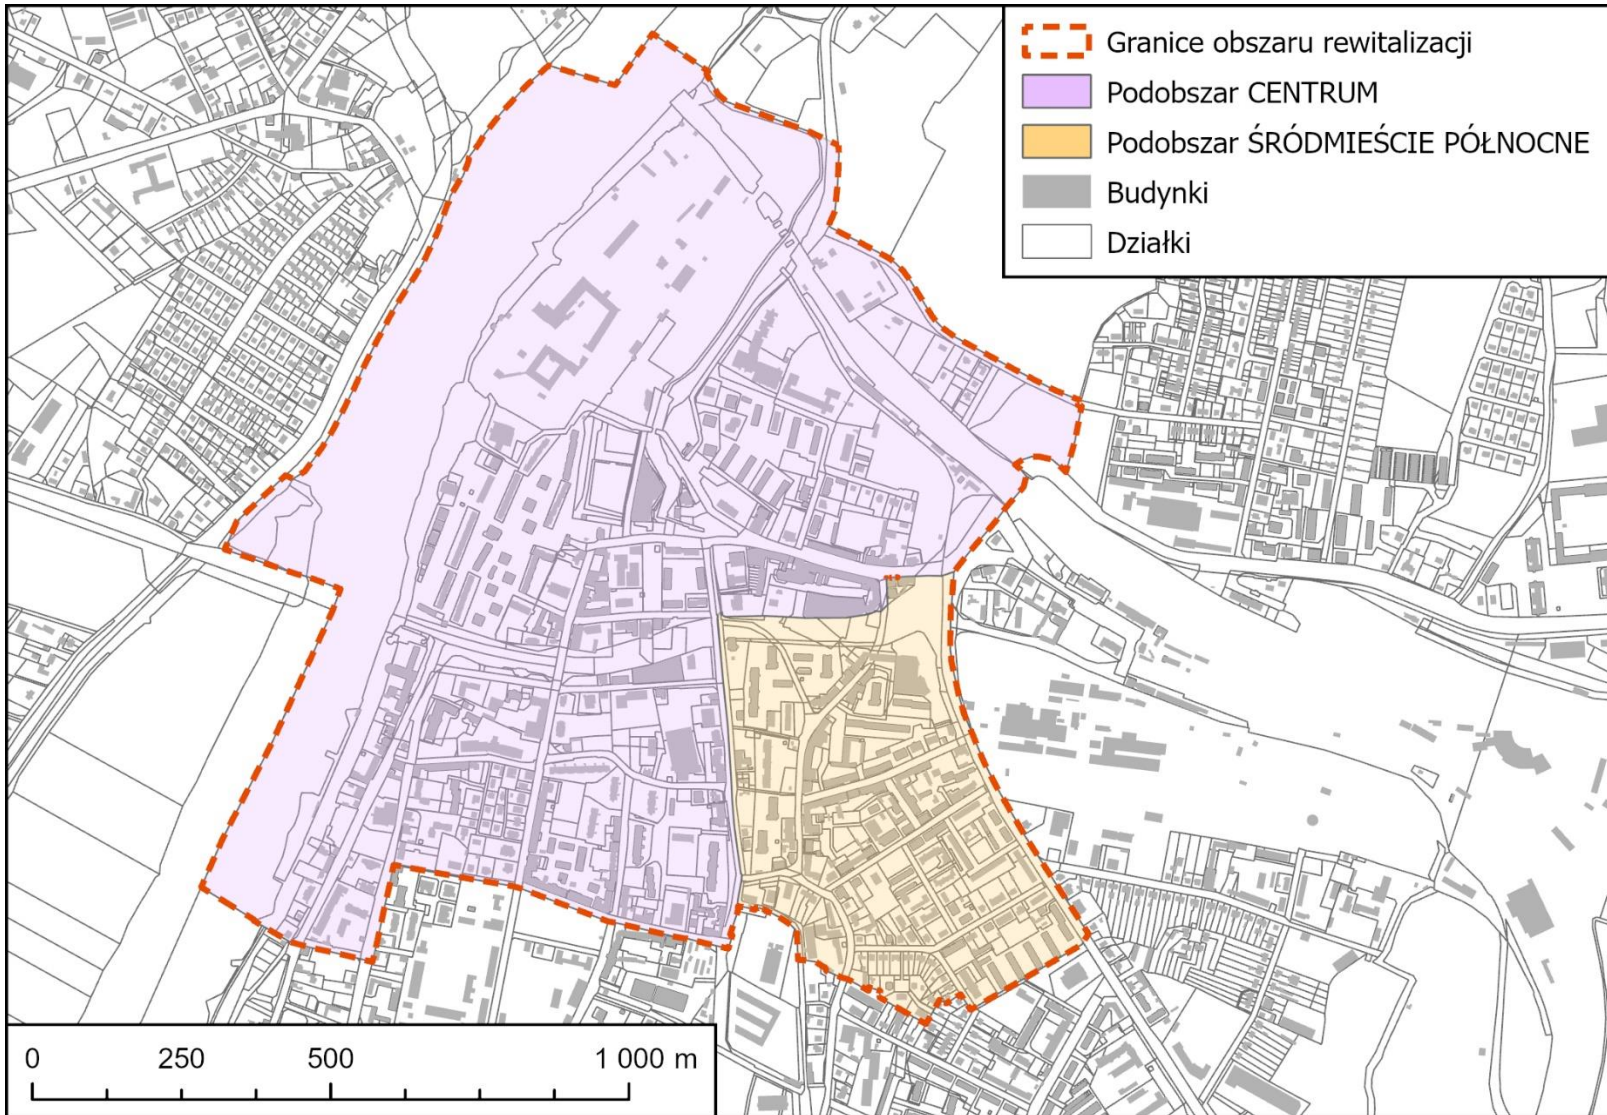 Granice obszaru rewitalizacji
Podobszar CENTRUM
Podobszar ŚRÓDMIEŚCIE PÓŁNOCNE
Budynki
Działki
0 250 500 1 000 m